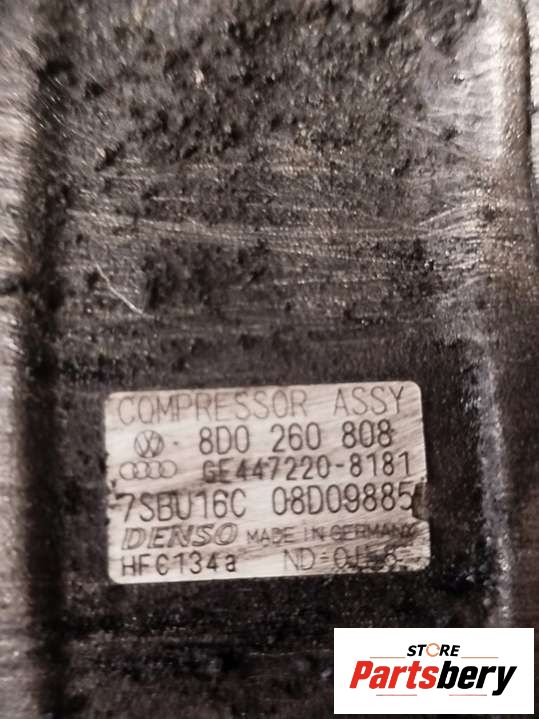 COMPRESSOR ASSY
8D0 260 808
GE447220-8181
7SBU16C 08D09885
DENSO MADE IN GERMANY
HFC134a
STORE
Partsbery